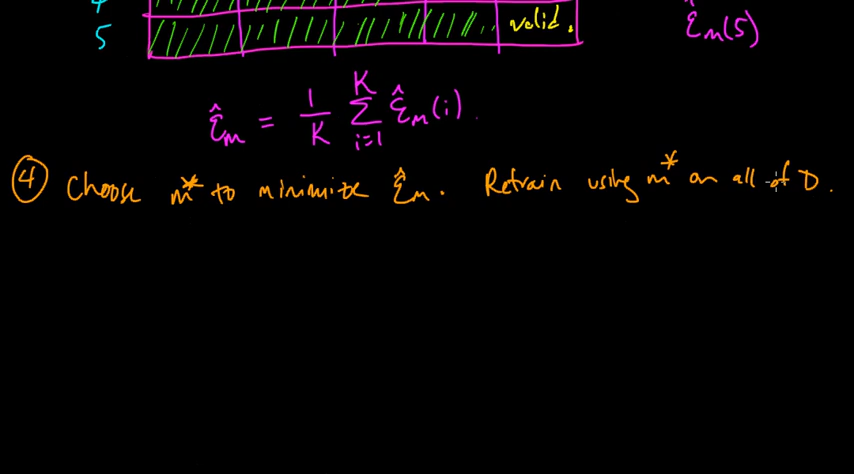 5 valid. ε̂m(5)
ε̂m = 1/K Σ_{i=1}^{K} ε̂m(i).
④ Choose m* to minimize ε̂m. Retrain using m* on all of D.